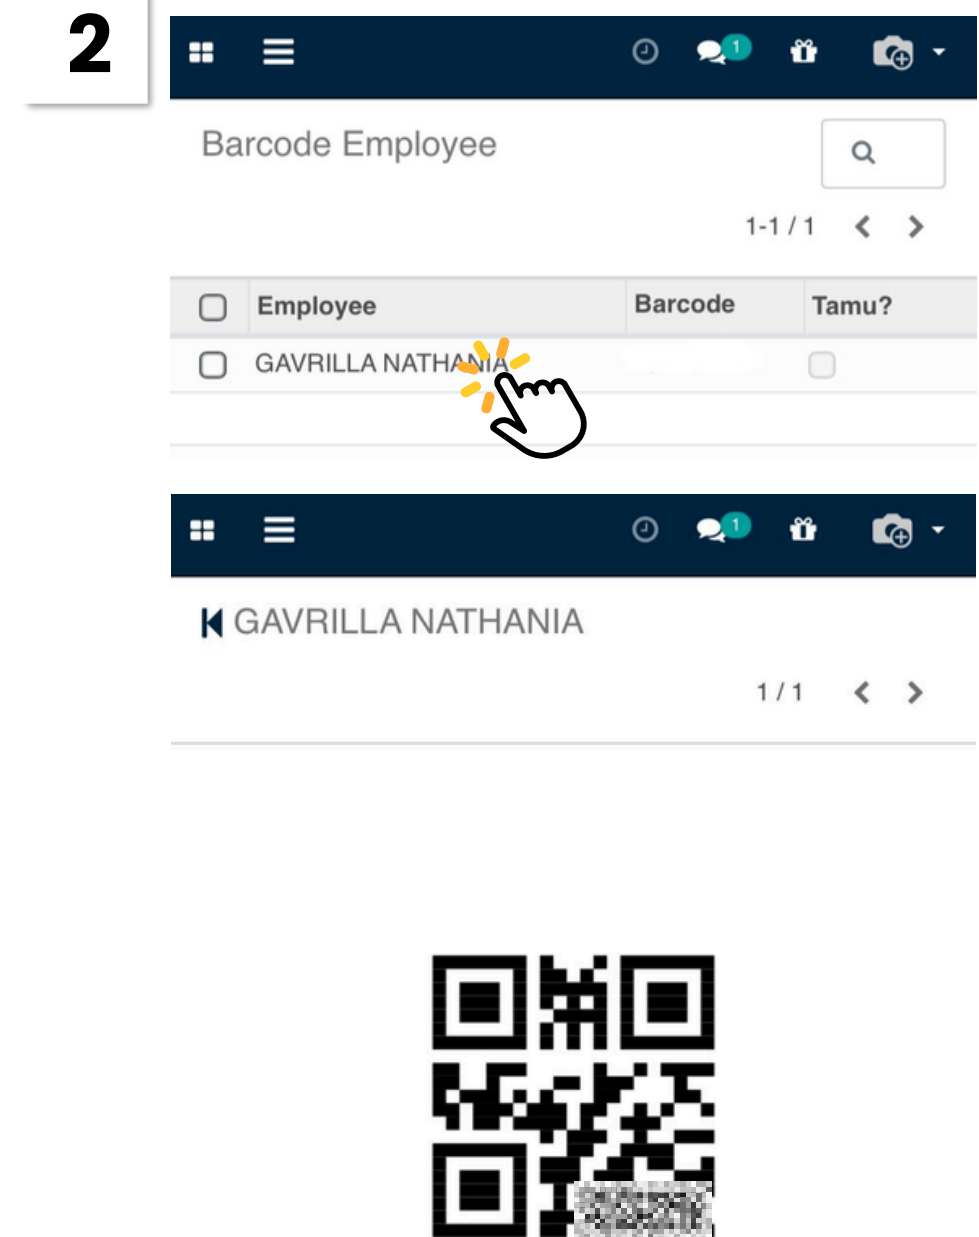 2
1
Barcode Employee
1-1 / 1
Employee Barcode Tamu?
GAVRILLA NATHANIA
1
GAVRILLA NATHANIA
1 / 1